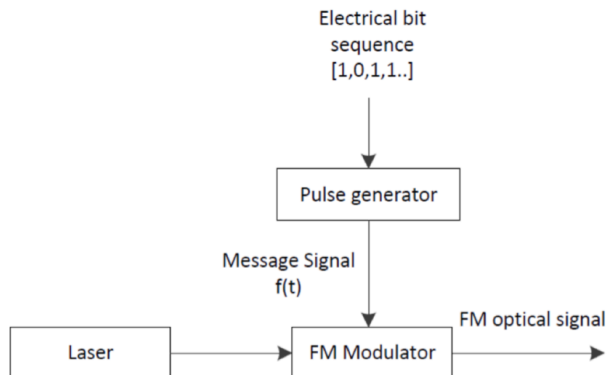 Electrical bit
sequence
[1,0,1,1..]
Pulse generator
Message Signal
f(t)
FM optical signal
Laser
FM Modulator